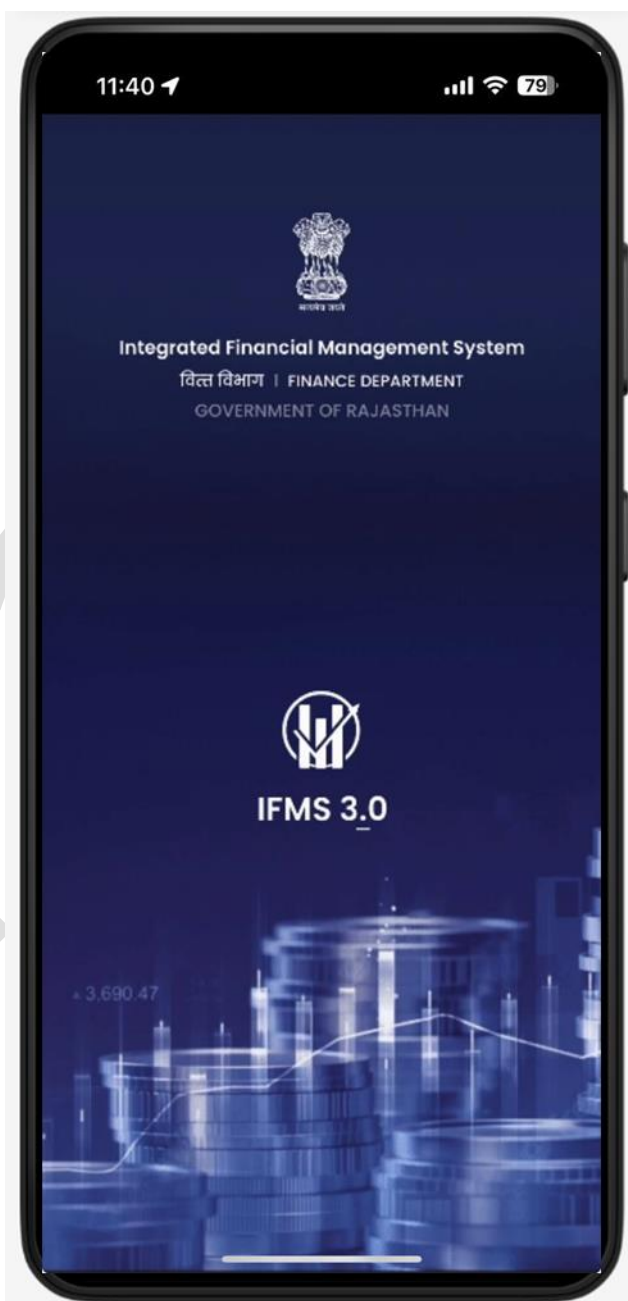 11:40
79
सत्यमेव जयते
Integrated Financial Management System
वित्त विभाग | FINANCE DEPARTMENT
GOVERNMENT OF RAJASTHAN
IFMS 3.0
3,690.47